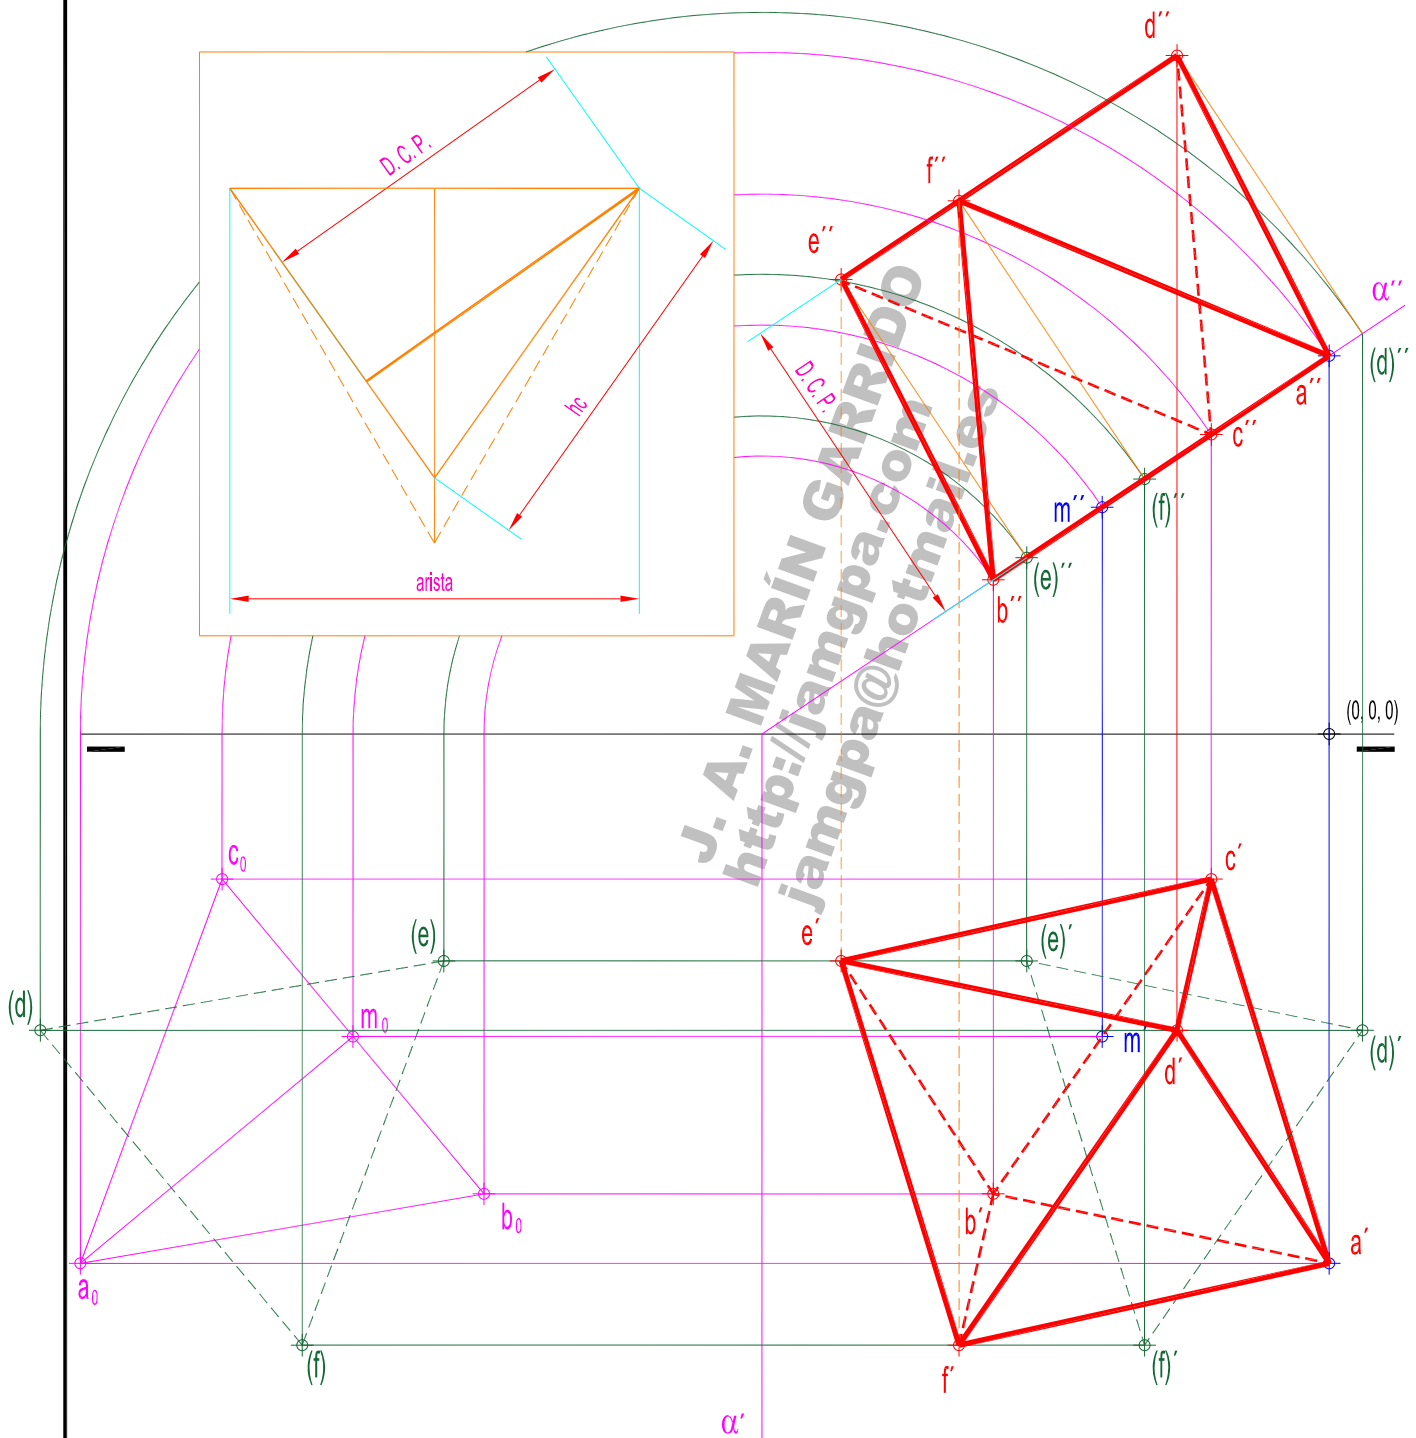 d´´
D.C.P.
f´´
e´´
α´´
(d)´´
a´´
D.C.P.
hc
c´´
(f)´´
m´´
(e)´´
arista
b´´
J. A. MARÍN GARRIDO
http://jamgpa.com
jamgpa@hotmail.es
(0, 0, 0)
c₀
c´
(e)
e´
(e)´
(d)
m₀
m
(d)´
d´
b₀
b´
a´
a₀
(f)
f´
(f)´
α´